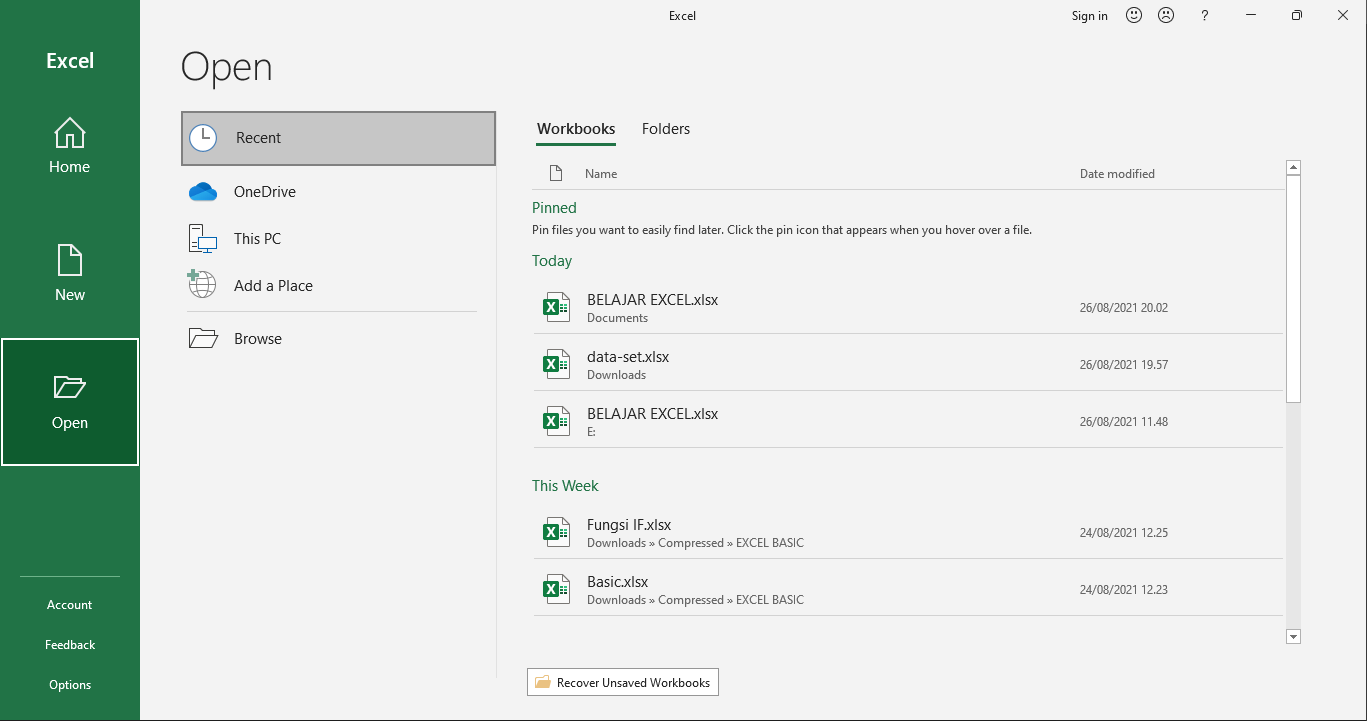 Excel
Sign in
?
Excel
Home
New
Open
Account
Feedback
Options
Open
Recent
OneDrive
This PC
Add a Place
Browse
Workbooks Folders
Name Date modified
Pinned
Pin files you want to easily find later. Click the pin icon that appears when you hover over a file.
Today
BELAJAR EXCEL.xlsx
Documents
26/08/2021 20.02
data-set.xlsx
Downloads
26/08/2021 19.57
BELAJAR EXCEL.xlsx
E:
26/08/2021 11.48
This Week
Fungsi IF.xlsx
Downloads » Compressed » EXCEL BASIC
24/08/2021 12.25
Basic.xlsx
Downloads » Compressed » EXCEL BASIC
24/08/2021 12.23
Recover Unsaved Workbooks